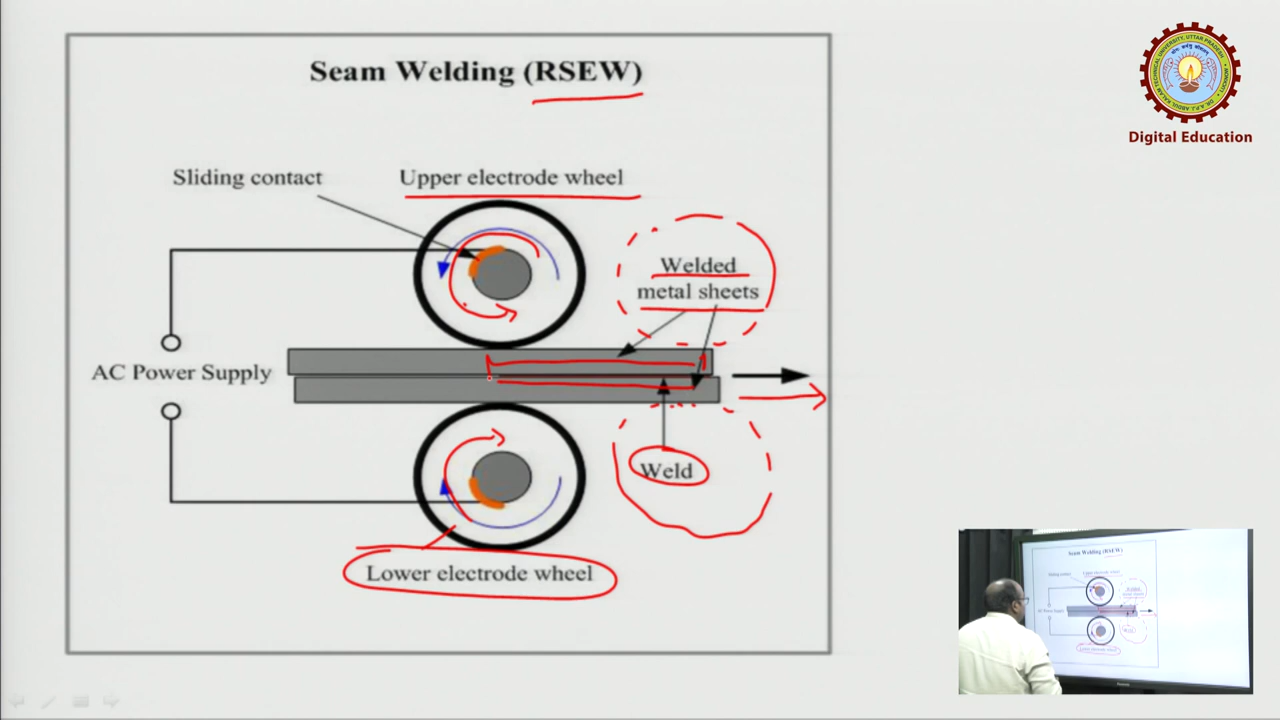 Seam Welding (RSEW)
Sliding contact
Upper electrode wheel
Welded
metal sheets
AC Power Supply
Weld
Lower electrode wheel
Digital Education